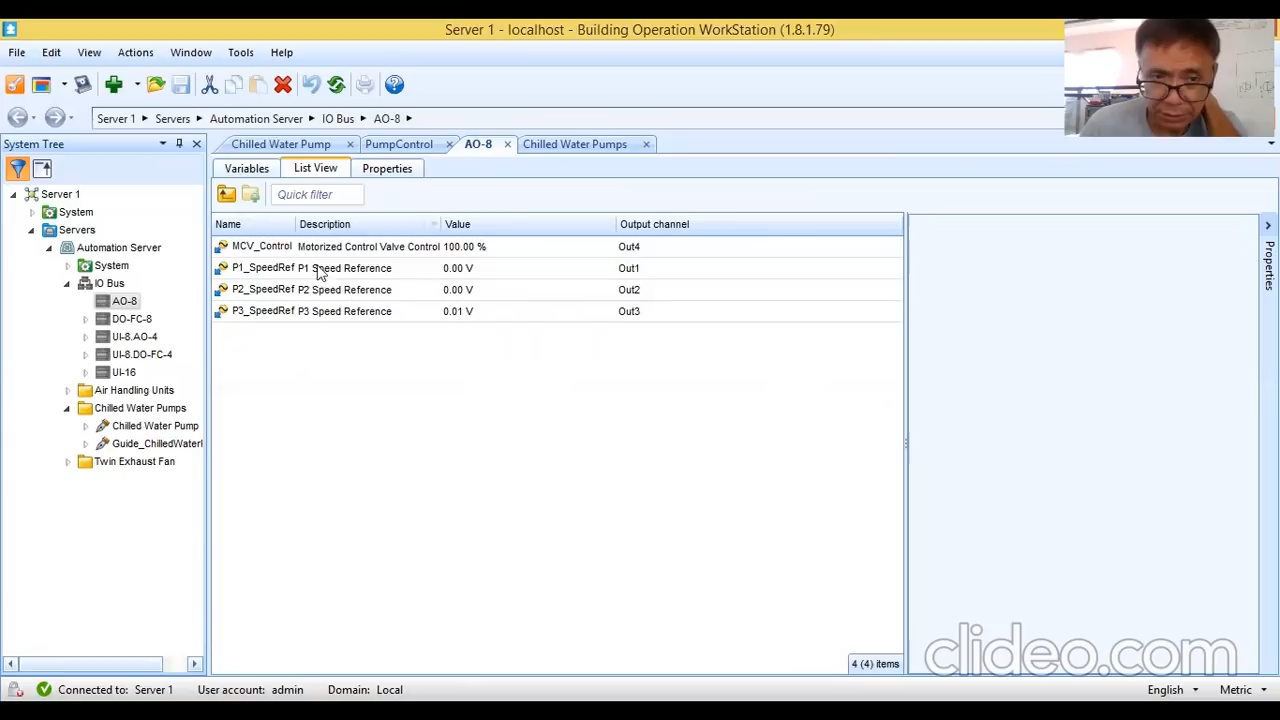 Server 1 - localhost - Building Operation WorkStation (1.8.1.79)
File Edit View Actions Window Tools Help
Server 1 Servers Automation Server IO Bus AO-8
System Tree
Chilled Water Pump PumpControl AO-8 Chilled Water Pumps
Variables List View Properties
Quick filter
Server 1
System
Servers
Automation Server
System
IO Bus
AO-8
DO-FC-8
UI-8.AO-4
UI-8.DO-FC-4
UI-16
Air Handling Units
Chilled Water Pumps
Chilled Water Pump
Guide_ChilledWaterI
Twin Exhaust Fan
Name Description Value Output channel
MCV_Control Motorized Control Valve Control 100.00 % Out4
P1_SpeedRef P1 Speed Reference 0.00 V Out1
P2_SpeedRef P2 Speed Reference 0.00 V Out2
P3_SpeedRef P3 Speed Reference 0.01 V Out3
Properties
4 (4) items
clideo.com
Connected to: Server 1 User account: admin Domain: Local English Metric